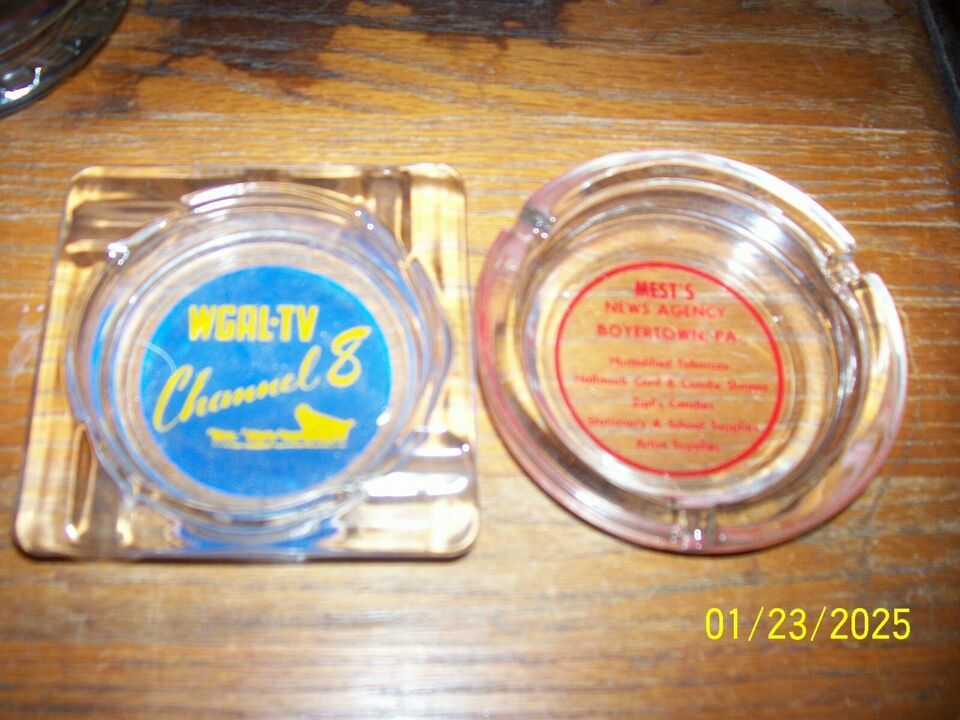 WGAL-TV
Channel 8
MEST'S
NEWS AGENCY
BOYERTOWN, PA.
Humidified Tobaccos
Hallmark Card & Candle Shoppe
Zipf's Candies
Stationery & School Supplies
Artist Supplies
01/23/2025